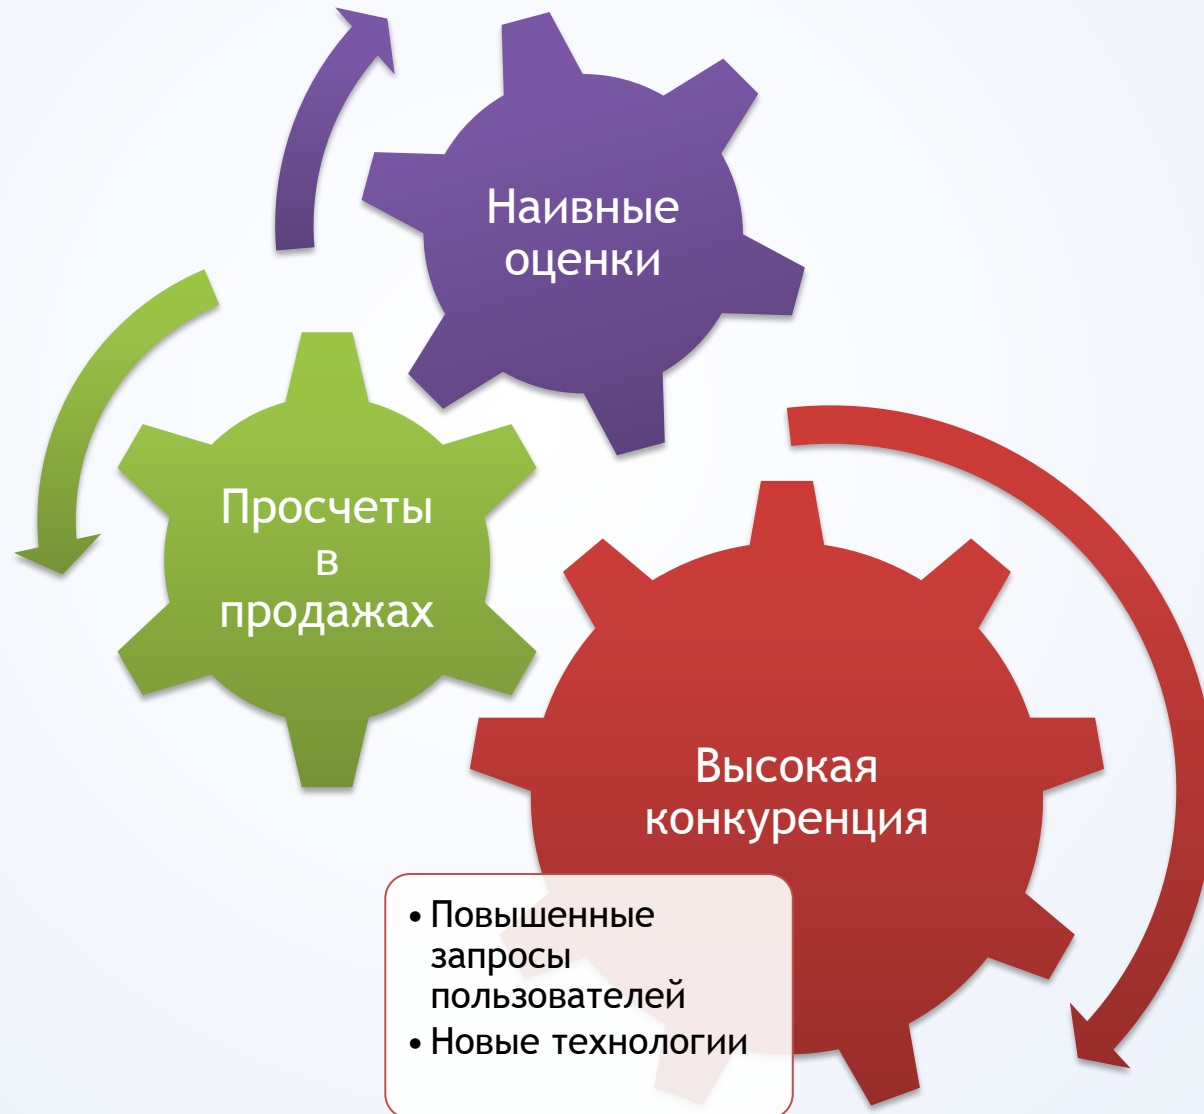 Наивные
оценки
Просчеты
в
продажах
Высокая
конкуренция
• Повышенные
запросы
пользователей
• Новые технологии